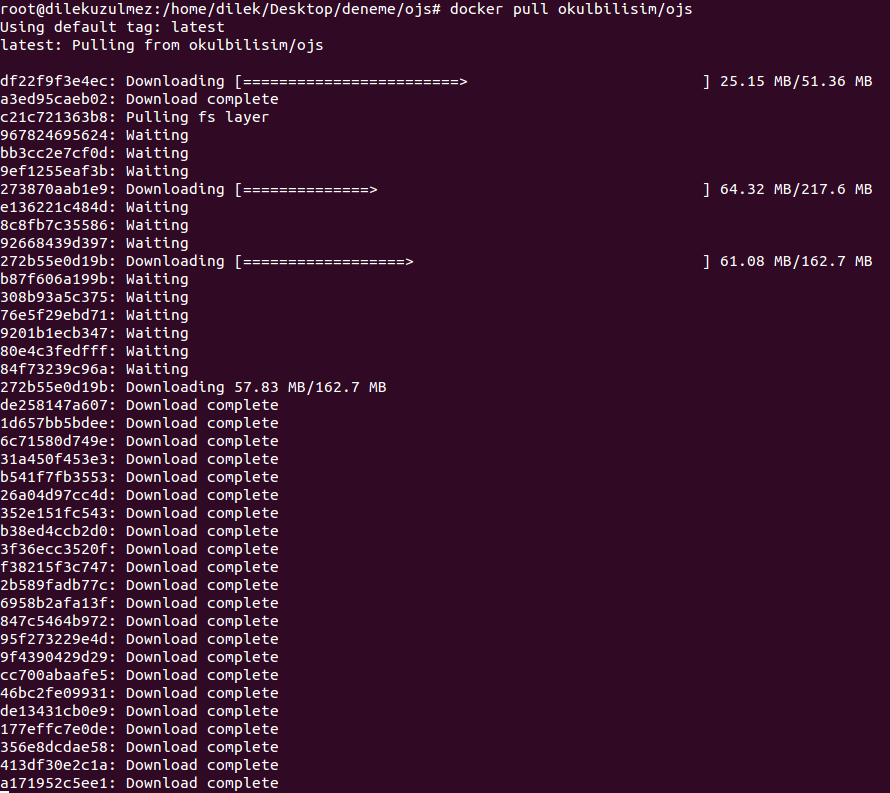 root@dilekuzulmez:/home/dilek/Desktop/deneme/ojs# docker pull okulbilisim/ojs
Using default tag: latest
latest: Pulling from okulbilisim/ojs
df22f9f3e4ec: Downloading [========================>                          ] 25.15 MB/51.36 MB
a3ed95caeb02: Download complete
c21c721363b8: Pulling fs layer
967824695624: Waiting
bb3cc2e7cf0d: Waiting
9ef1255eaf3b: Waiting
273870aab1e9: Downloading [==============>                                    ] 64.32 MB/217.6 MB
e136221c484d: Waiting
8c8fb7c35586: Waiting
92668439d397: Waiting
272b55e0d19b: Downloading [==================>                                ] 61.08 MB/162.7 MB
b87f606a199b: Waiting
308b93a5c375: Waiting
76e5f29ebd71: Waiting
9201b1ecb347: Waiting
80e4c3fedfff: Waiting
84f73239c96a: Waiting
272b55e0d19b: Downloading 57.83 MB/162.7 MB
de258147a607: Download complete
1d657bb5bdee: Download complete
6c71580d749e: Download complete
31a450f453e3: Download complete
b541f7fb3553: Download complete
26a04d97cc4d: Download complete
352e151fc543: Download complete
b38ed4ccb2d0: Download complete
3f36ecc3520f: Download complete
f38215f3c747: Download complete
2b589fadb77c: Download complete
6958b2afa13f: Download complete
847c5464b972: Download complete
95f273229e4d: Download complete
9f4390429d29: Download complete
cc700abaafe5: Download complete
46bc2fe09931: Download complete
de13431cb0e9: Download complete
177effc7e0de: Download complete
356e8dcdae58: Download complete
413df30e2c1a: Download complete
a171952c5ee1: Download complete